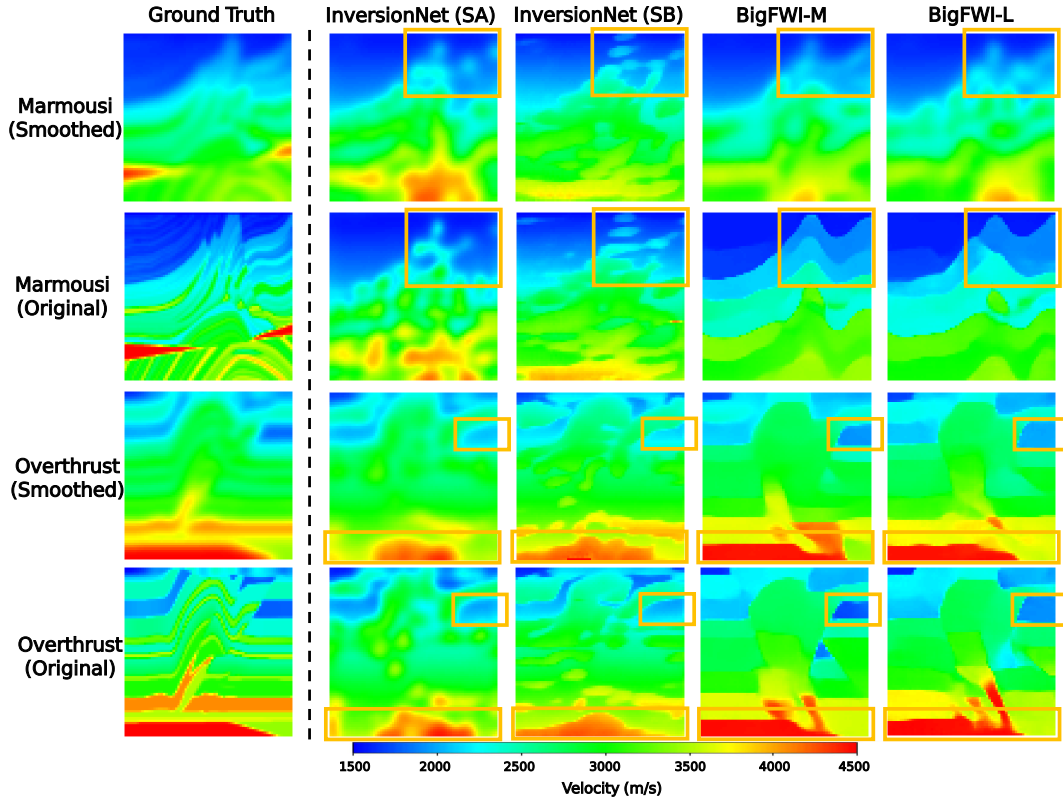 Ground Truth InversionNet (SA) InversionNet (SB) BigFWI-M BigFWI-L
Marmousi
(Smoothed)
Marmousi
(Original)
Overthrust
(Smoothed)
Overthrust
(Original)
1500 2000 2500 3000 3500 4000 4500
Velocity (m/s)